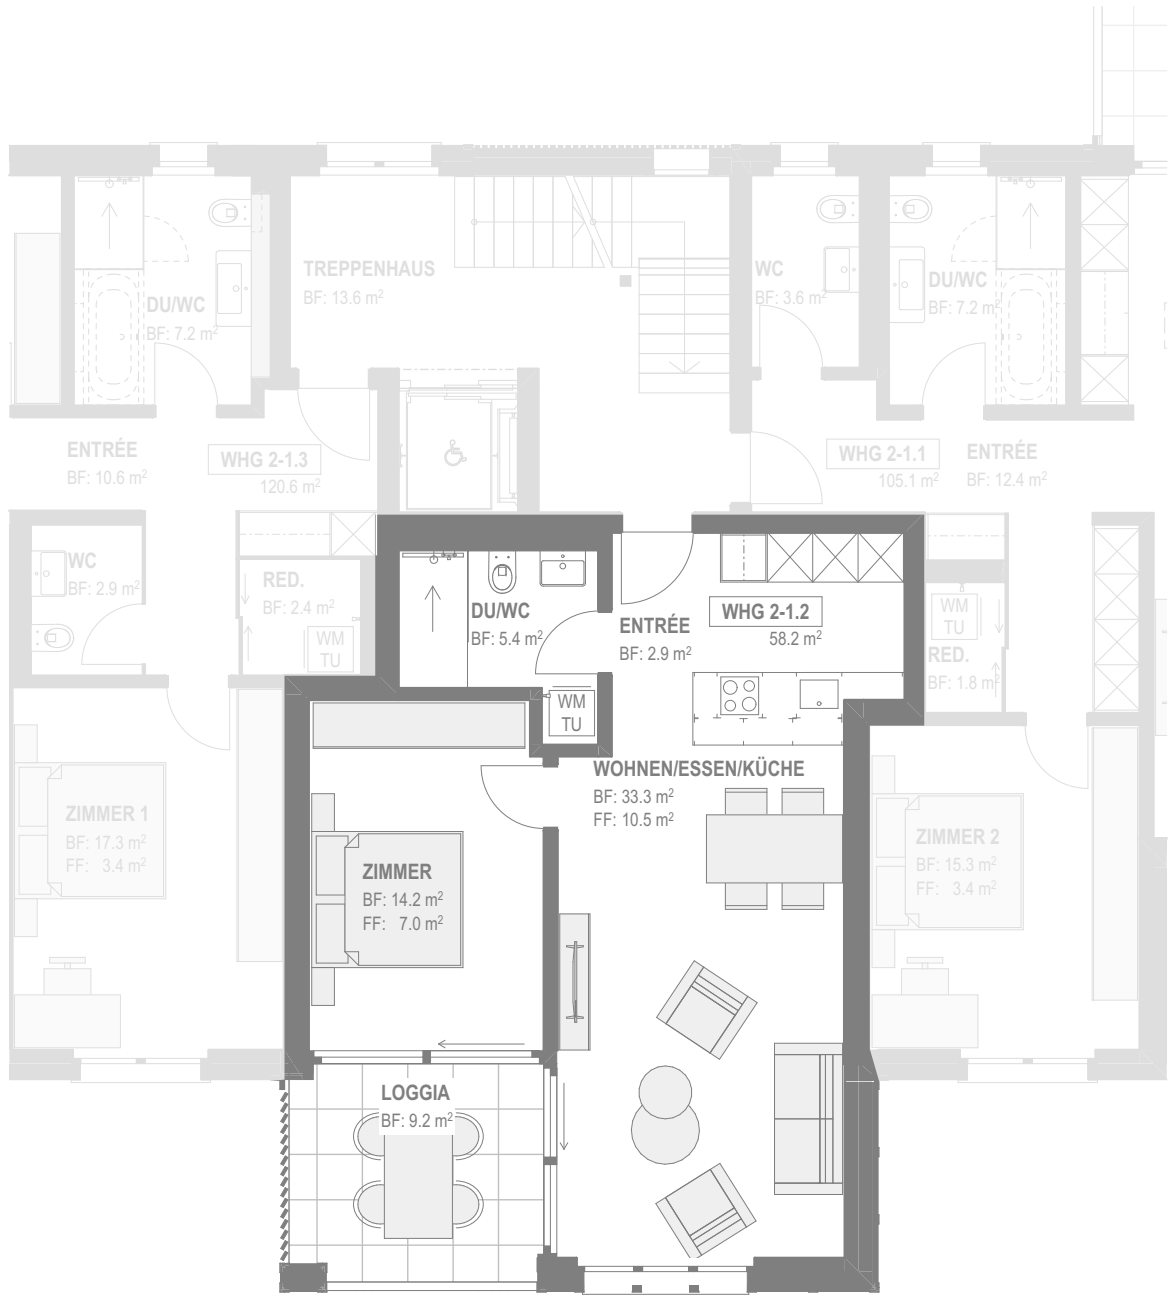 TREPPENHAUS
BF: 13.6 m²
WC
BF: 3.6 m²
DU/WC
BF: 7.2 m²
DU/WC
BF: 7.2 m²
ENTRÉE
BF: 10.6 m²
WHG 2-1.3
120.6 m²
WHG 2-1.1
105.1 m²
ENTRÉE
BF: 12.4 m²
WC
BF: 2.9 m²
RED.
BF: 2.4 m²
WM
TU
DU/WC
BF: 5.4 m²
ENTRÉE
BF: 2.9 m²
WHG 2-1.2
58.2 m²
WM
TU
RED.
BF: 1.8 m²
WM
TU
WOHNEN/ESSEN/KÜCHE
BF: 33.3 m²
FF: 10.5 m²
ZIMMER 1
BF: 17.3 m²
FF: 3.4 m²
ZIMMER
BF: 14.2 m²
FF: 7.0 m²
ZIMMER 2
BF: 15.3 m²
FF: 3.4 m²
LOGGIA
BF: 9.2 m²